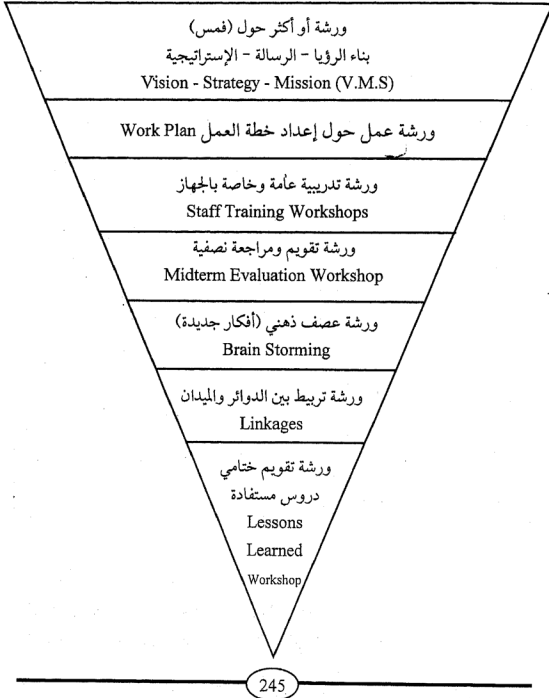 ورشة أو أكثر حول (فمس)
بناء الرؤيا - الرسالة - الإستراتيجية
Vision - Strategy - Mission (V.M.S)
ورشة عمل حول إعداد خطة العمل Work Plan
ورشة تدريبية عامة وخاصة بالجهاز
Staff Training Workshops
ورشة تقويم ومراجعة نصفية
Midterm Evaluation Workshop
ورشة عصف ذهني (أفكار جديدة)
Brain Storming
ورشة تربيط بين الدوائر والميدان
Linkages
ورشة تقويم ختامي
دروس مستفادة
Lessons
Learned
Workshop
245